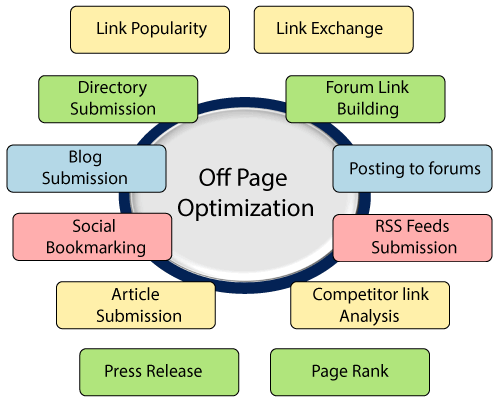 Link Popularity
Link Exchange
Directory
Submission
Forum Link
Building
Blog
Submission
Off Page
Optimization
Posting to forums
Social
Bookmarking
RSS Feeds
Submission
Article
Submission
Competitor link
Analysis
Press Release
Page Rank